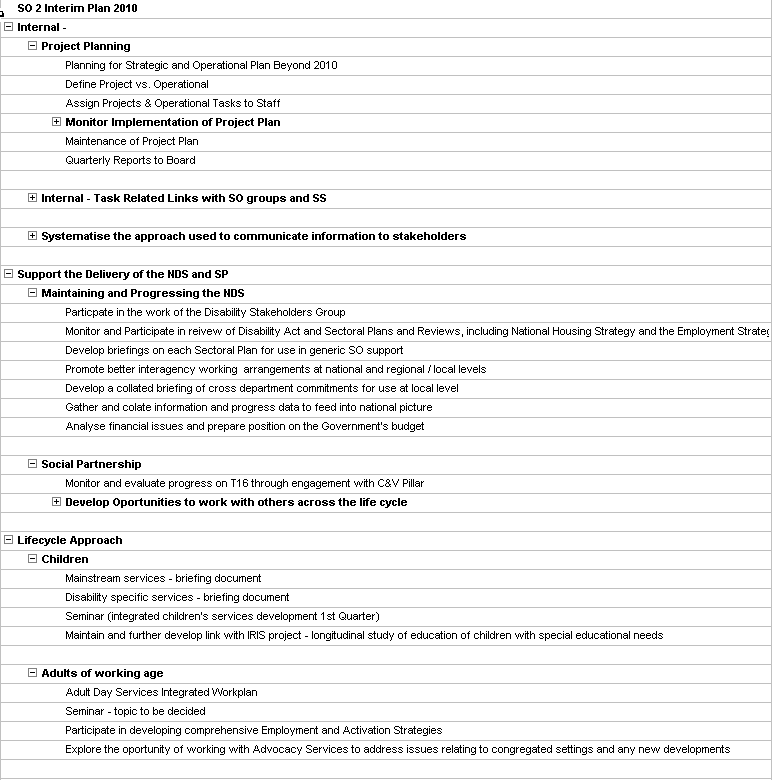 SO 2 Interim Plan 2010
Internal -
Project Planning
Planning for Strategic and Operational Plan Beyond 2010
Define Project vs. Operational
Assign Projects & Operational Tasks to Staff
Monitor Implementation of Project Plan
Maintenance of Project Plan
Quarterly Reports to Board
Internal - Task Related Links with SO groups and SS
Systematise the approach used to communicate information to stakeholders
Support the Delivery of the NDS and SP
Maintaining and Progressing the NDS
Partcpate in the work of the Disability Stakeholders Group
Monitor and Participate in reivew of Disability Act and Sectoral Plans and Reviews, including National Housing Strategy and the Employment Strateg
Develop briefings on each Sectoral Plan for use in generic SO support
Promote better interagency working  arrangements at national and regional / local levels
Develop a collated briefing of cross department commitments for use at local level
Gather and colate information and progress data to feed into national picture
Analyse financial issues and prepare position on the Government's budget
Social Partnership
Monitor and evaluate progress on T16 through engagement with C&V Pillar
Develop Oportunities to work with others across the life cycle
Lifecycle Approach
Children
Mainstream services - briefing document
Disability specific services - briefing document
Seminar (integrated children's services development 1st Quarter)
Maintain and further develop link with IRIS project - longitudinal study of education of children with special educational needs
Adults of working age
Adult Day Services Integrated Workplan
Seminar - topic to be decided
Participate in developing comprehensive Employment and Activation Strategies
Explore the oportunity of working with Advocacy Services to address issues relating to congregated settings and any new developments